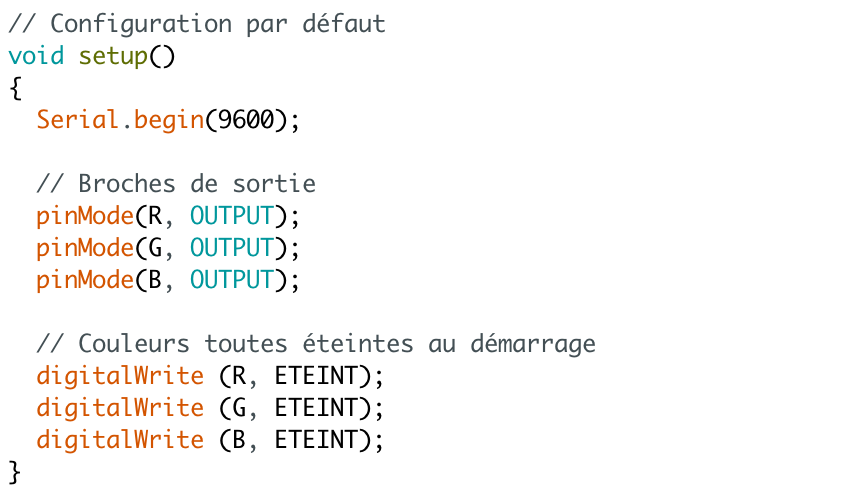 // Configuration par défaut
void setup()
{
  Serial.begin(9600);

  // Broches de sortie
  pinMode(R, OUTPUT);
  pinMode(G, OUTPUT);
  pinMode(B, OUTPUT);

  // Couleurs toutes éteintes au démarrage
  digitalWrite (R, ETEINT);
  digitalWrite (G, ETEINT);
  digitalWrite (B, ETEINT);
}